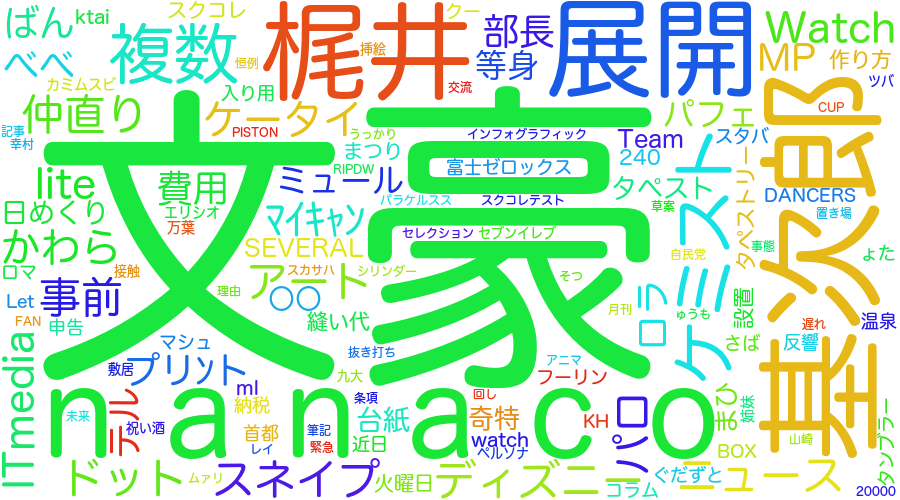 ばん
ktai
スクコレ
クー
べべ
カミムスビ
複数
恒例
梶井
挿絵
交流
部長
等身
展開
Watch
MP
作り方
ツバ
仲直り
入り用
ケータイ
PISTON
うっかり
まつり
RIPDW
インフォグラフィック
富士ゼロックス
パラケルスス
スクコレテスト
セレクション
セブンイレブ
Team
240
パフェ
スタバ
タペスト
草案
自民党
CUP
記事
幸村
lite
日めくり
かわら
ロマ
接触
費用
エリシオ
万葉
ミュール
マイキャン
SEVERAL
文豪
基次郎
DANCERS
置き場
タペストリー
事態
ょた
ケミスト
ゅうも
ロラ
設置
Let
事前
FAN
申告
アート
スカサハ
シリンダー
理由
〇〇
縫い代
そつ
月刊
さば
反響
遅れ
温泉
マシュ
抜き打ち
敷居
プリント
九大
アニマ
フーリン
ITmedia
nanaco
未来
テル
祝い酒
ml
納税
首都
レイ
筆記
緊急
条項
台紙
近日
回し
奇特
watch
ペルソナ
KH
パロ
まひ
姉妹
BOX
山崎
タンブラー
ドット
ムァリ
スネイプ
火曜日
ディズニ
コラム
ぐだずと
ニュース
20000